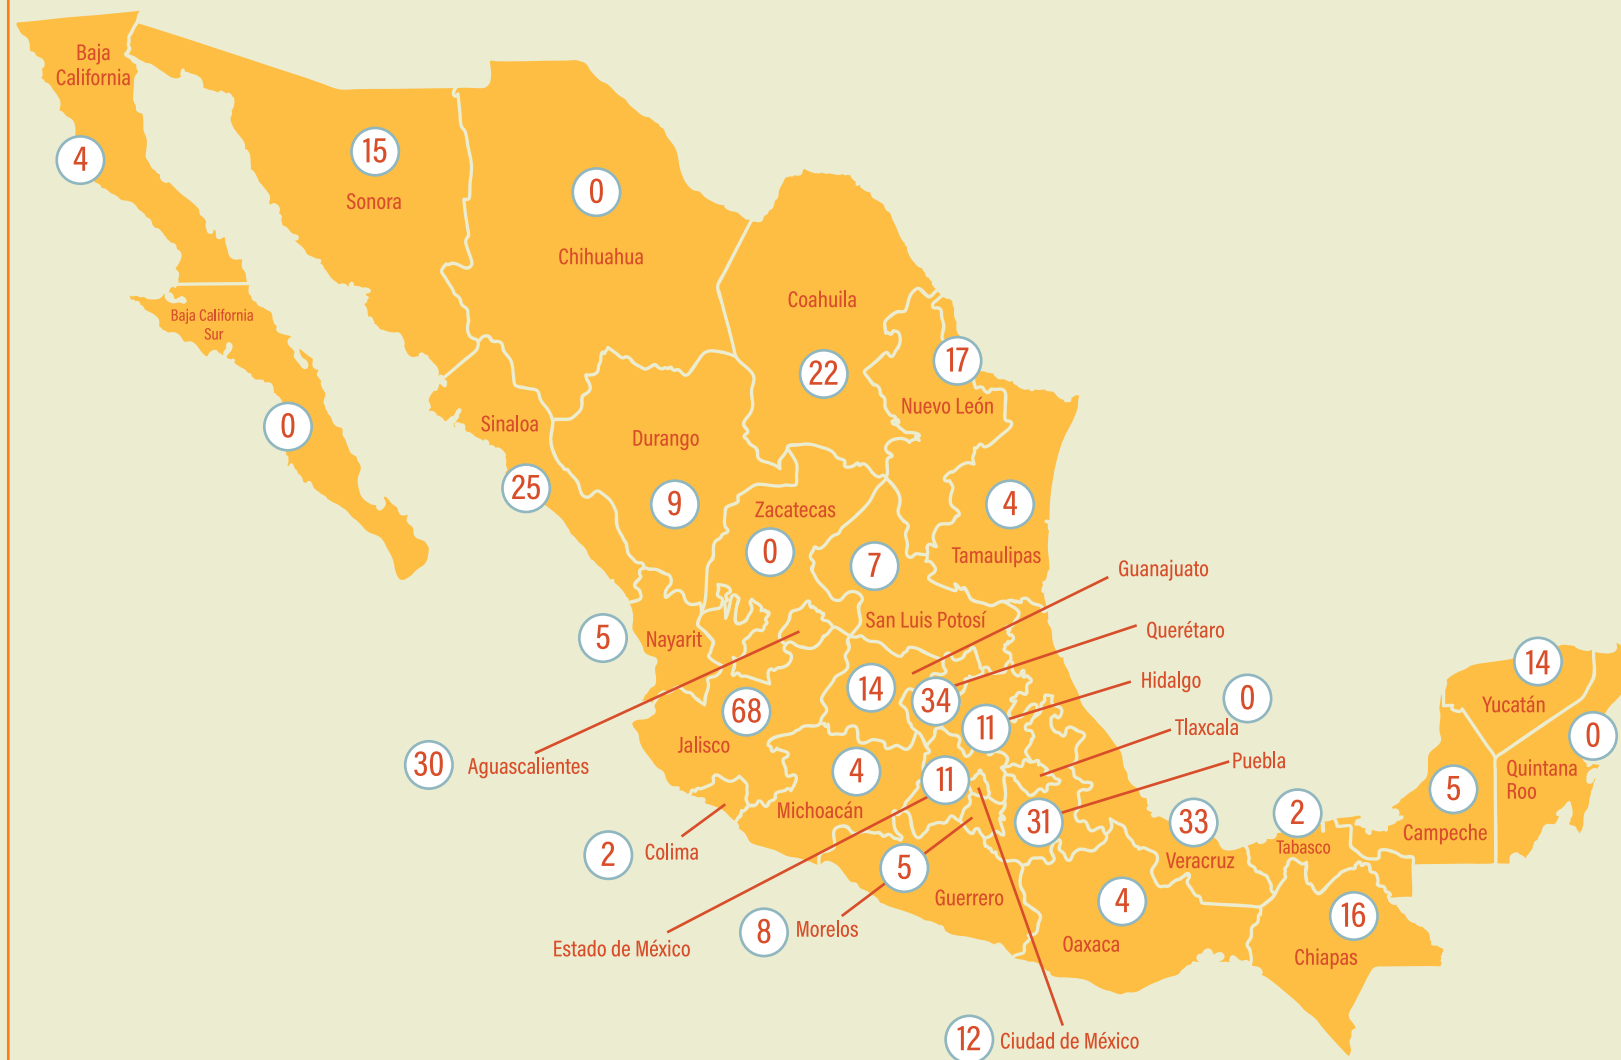 Baja
California
4
15
Sonora
0
Chihuahua
Baja California
Sur
0
Coahuila
22
17
Nuevo León
Sinaloa
25
Durango
9
Zacatecas
0
7
San Luis Potosí
4
Tamaulipas
5
Nayarit
68
Jalisco
30
Aguascalientes
Guanajuato
14
Querétaro
34
Hidalgo
11
0
Tlaxcala
Puebla
31
4
Michoacán
11
2
Colima
5
Guerrero
8
Morelos
Estado de México
12
Ciudad de México
4
Oaxaca
33
Veracruz
2
Tabasco
16
Chiapas
5
Campeche
14
Yucatán
0
Quintana
Roo